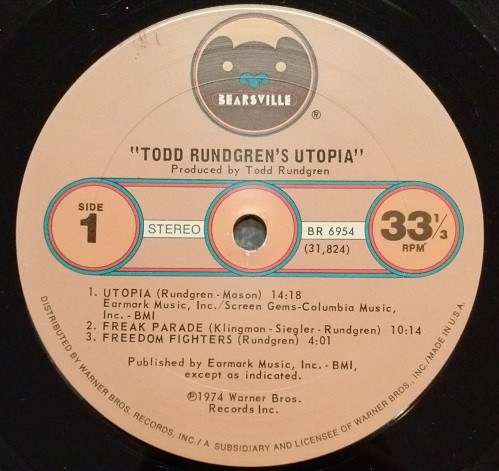 BEARSVILLE
®
"TODD RUNDGREN'S UTOPIA"
Produced by Todd Rundgren
SIDE
1
STEREO
BR 6954
(31,824)
33 1/3
RPM
1. UTOPIA (Rundgren-Mason) 14:18
Earmark Music, Inc./Screen Gems-Columbia Music,
Inc.-BMI
2. FREAK PARADE (Klingman-Siegler-Rundgren) 10:14
3. FREEDOM FIGHTERS (Rundgren) 4:01
Published by Earmark Music, Inc.-BMI,
except as indicated.
℗1974 Warner Bros.
Records Inc.
DISTRIBUTED BY WARNER BROS. RECORDS, INC./A SUBSIDIARY AND LICENSEE OF WARNER BROS., INC./MADE IN U.S.A.